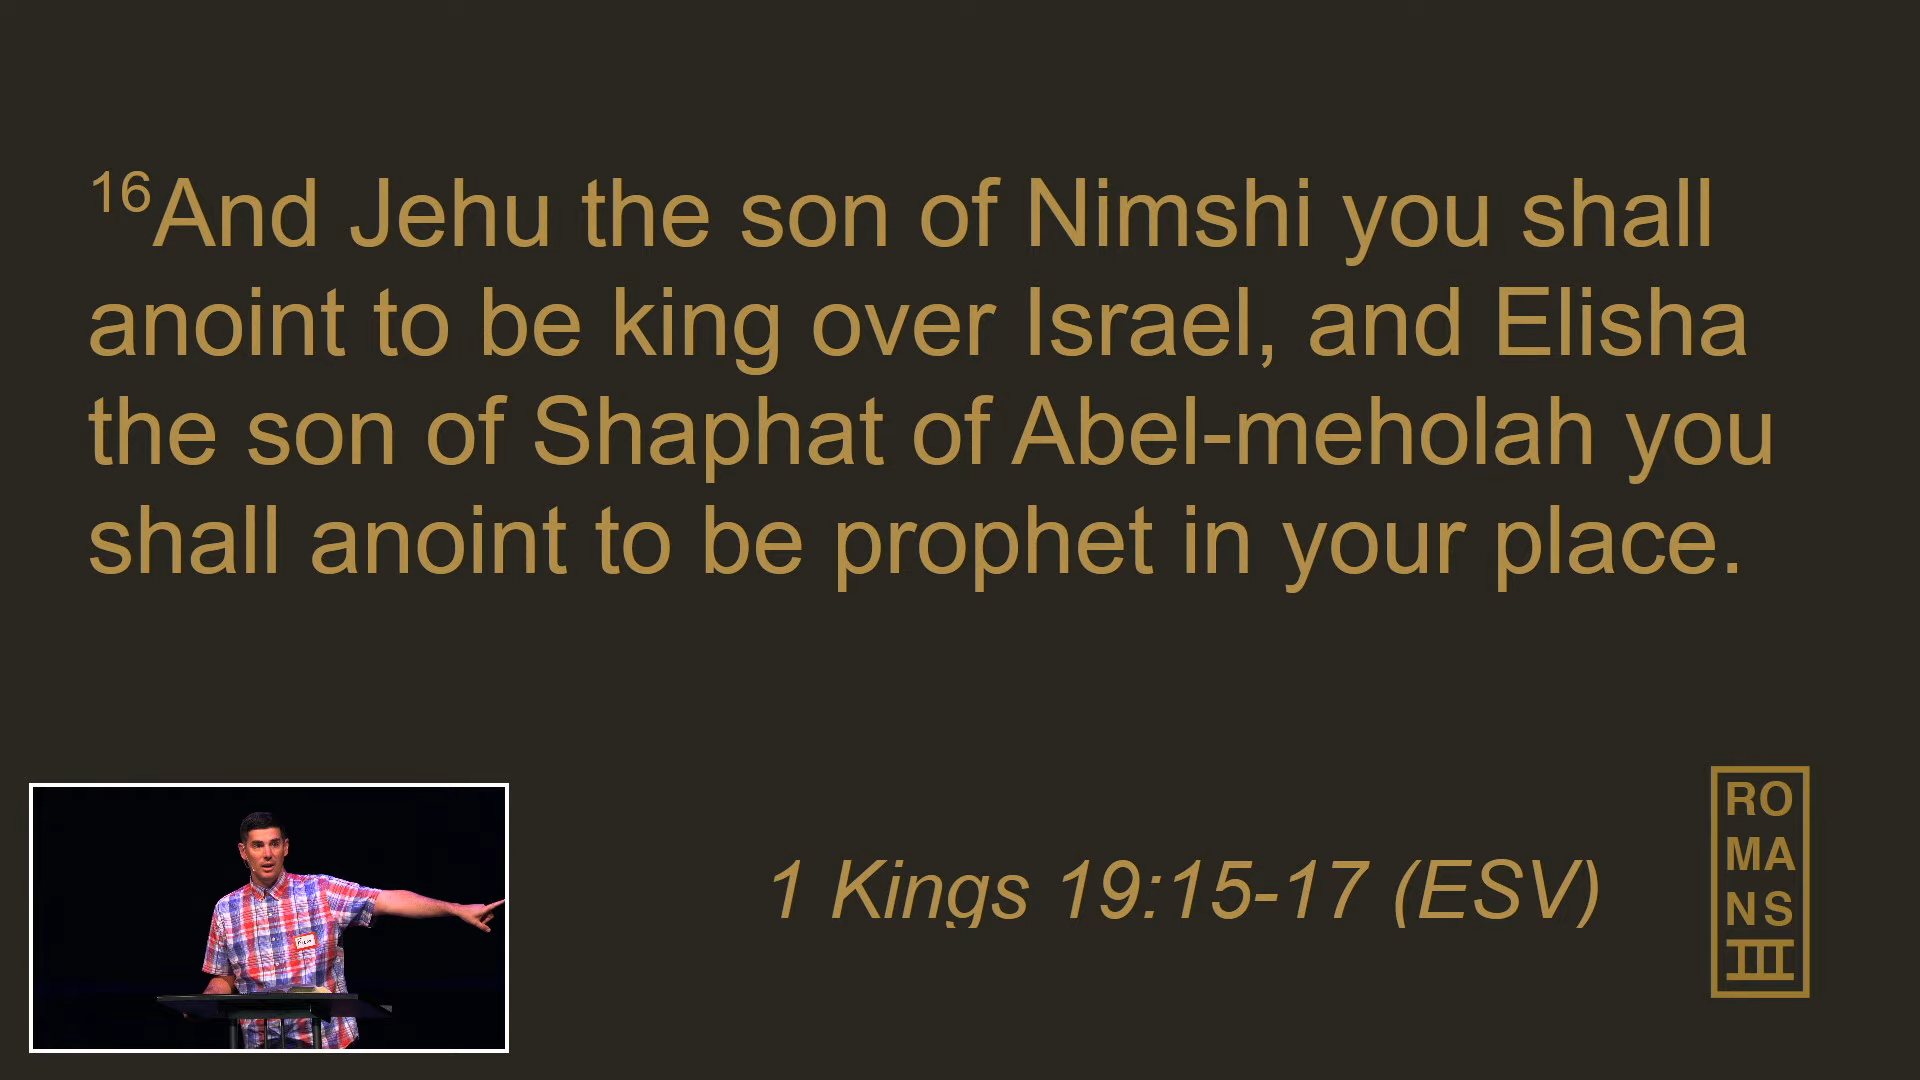 16And Jehu the son of Nimshi you shall
anoint to be king over Israel, and Elisha
the son of Shaphat of Abel-meholah you
shall anoint to be prophet in your place.
1 Kings 19:15-17 (ESV)
RO
MA
NS
III